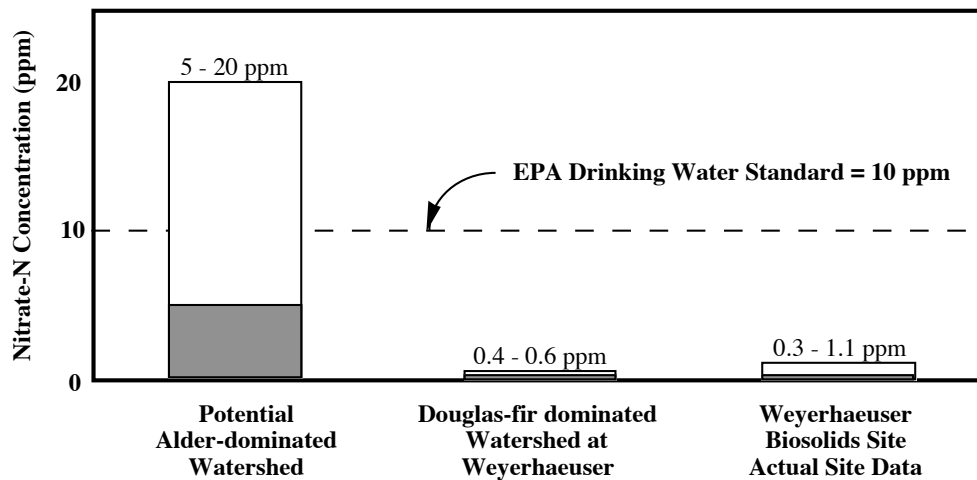 Nitrate-N Concentration (ppm)
20
10
0
5 - 20 ppm
EPA Drinking Water Standard = 10 ppm
0.4 - 0.6 ppm
0.3 - 1.1 ppm
Potential
Alder-dominated
Watershed
Douglas-fir dominated
Watershed at
Weyerhaeuser
Weyerhaeuser
Biosolids Site
Actual Site Data